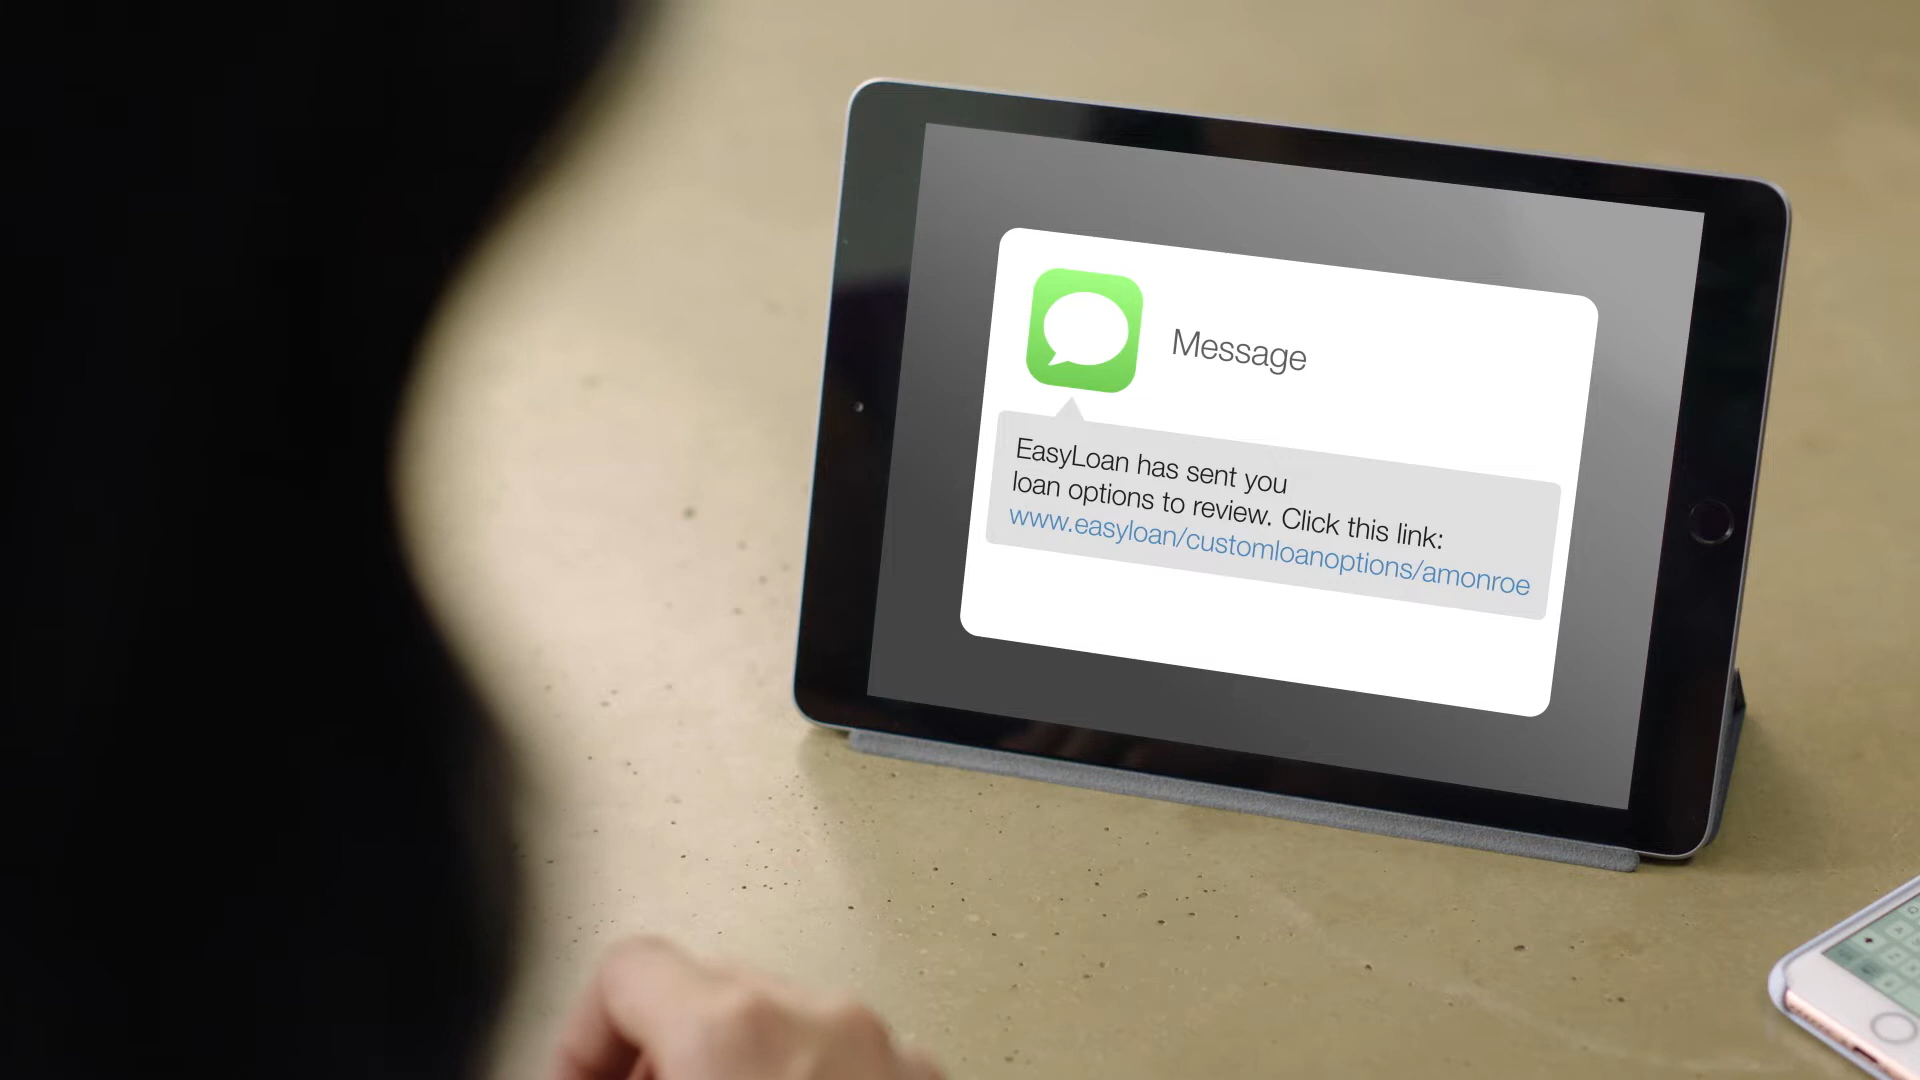 Message
EasyLoan has sent you
loan options to review. Click this link:
www.easyloan/customloanoptions/amonroe